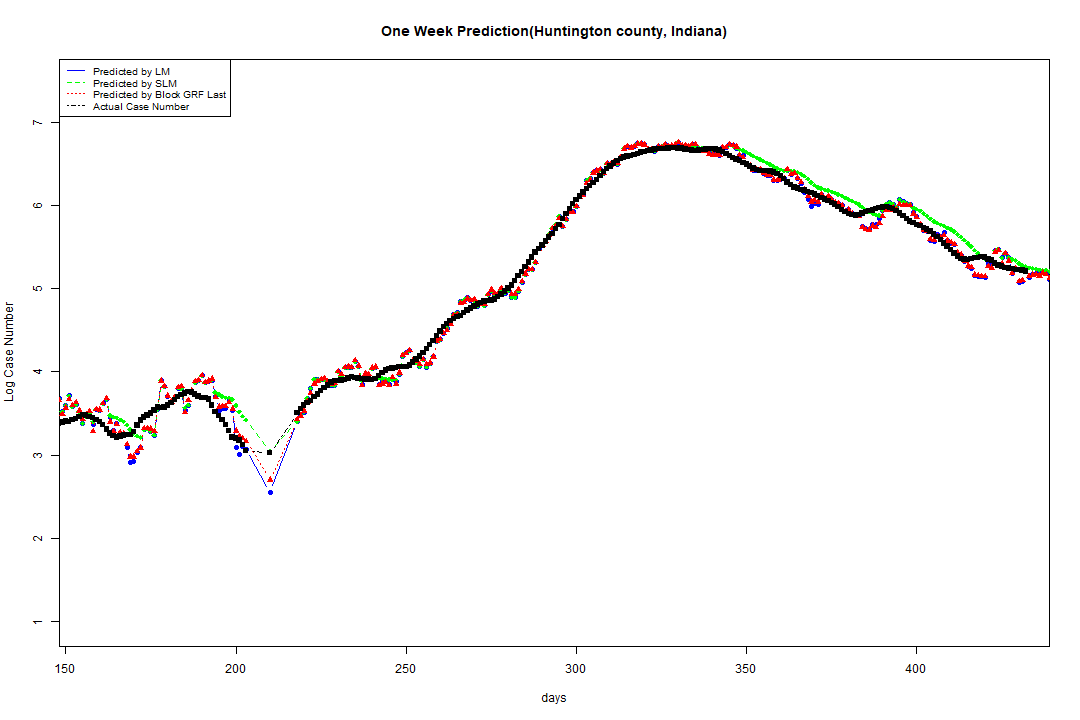 One Week Prediction(Huntington county, Indiana)
Predicted by LM
Predicted by SLM
Predicted by Block GRF Last
Actual Case Number
Log Case Number
7
6
5
4
3
2
1
150 200 250 300 350 400
days